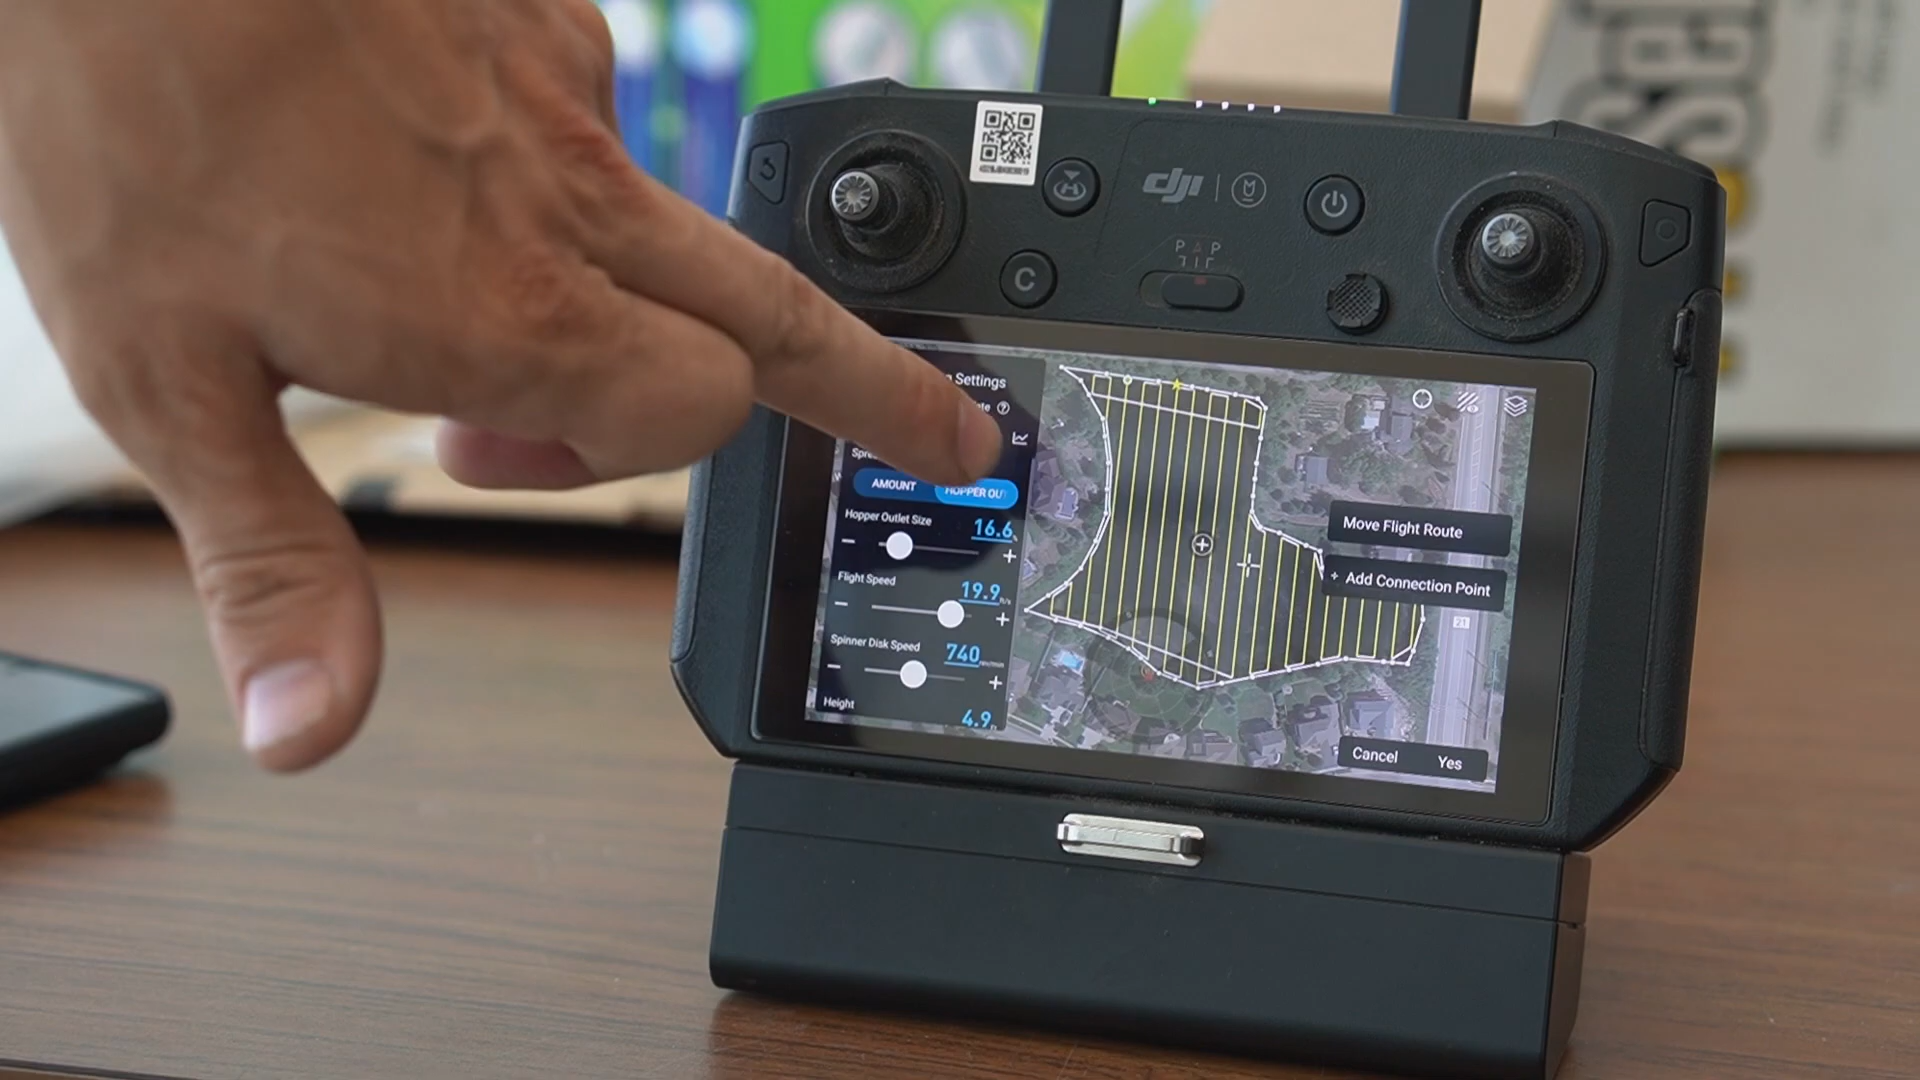 dji
P A P
C
Settings
AMOUNT
HOPPER OUT
Hopper Outlet Size
16.6
Flight Speed
19.9
Spinner Disk Speed
740
Height
4.9
Move Flight Route
+ Add Connection Point
21
Cancel
Yes